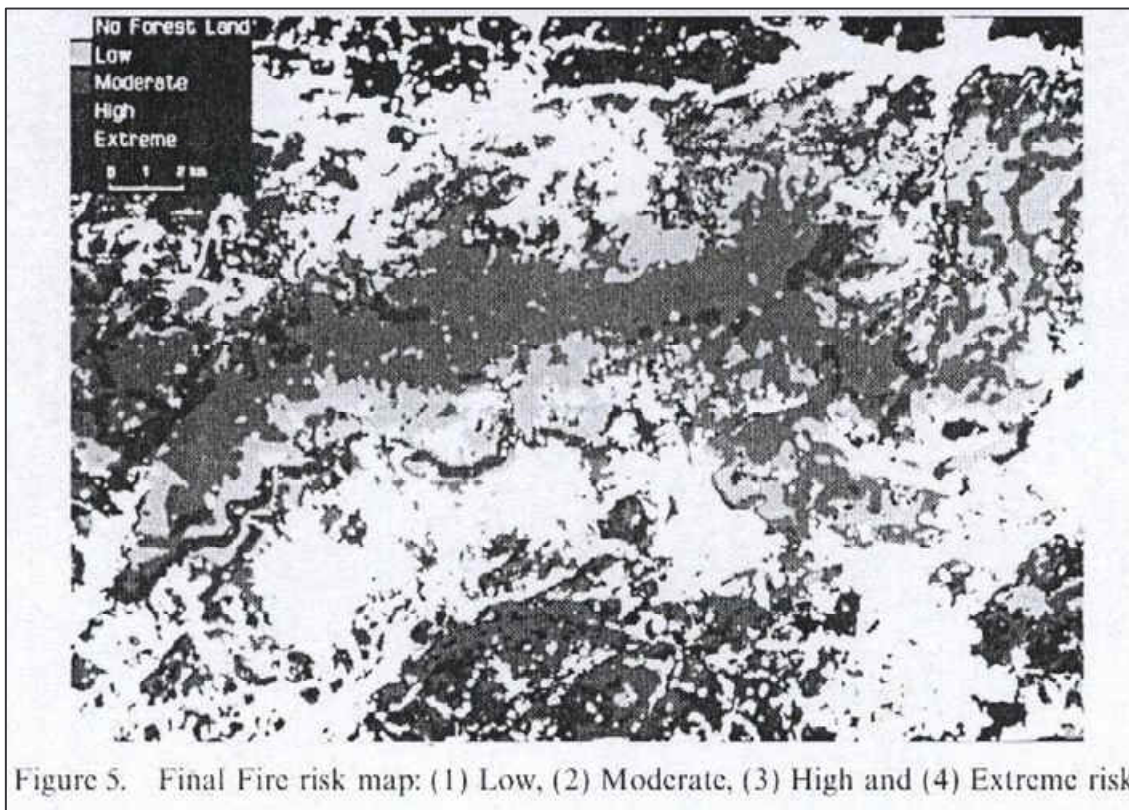 No Forest Land
Low
Moderate
High
Extreme
0 1 2 km
Figure 5. Final Fire risk map: (1) Low, (2) Moderate, (3) High and (4) Extreme risk